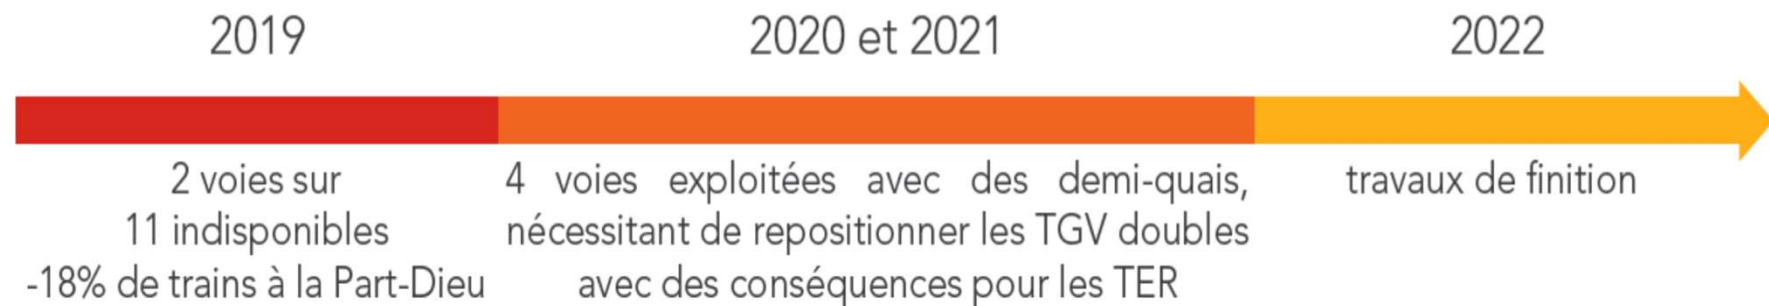 2019
2 voies sur
11 indisponibles
-18% de trains à la Part-Dieu
2020 et 2021
4 voies exploitées avec des demi-quais,
nécessitant de repositionner les TGV doubles
avec des conséquences pour les TER
2022
travaux de finition